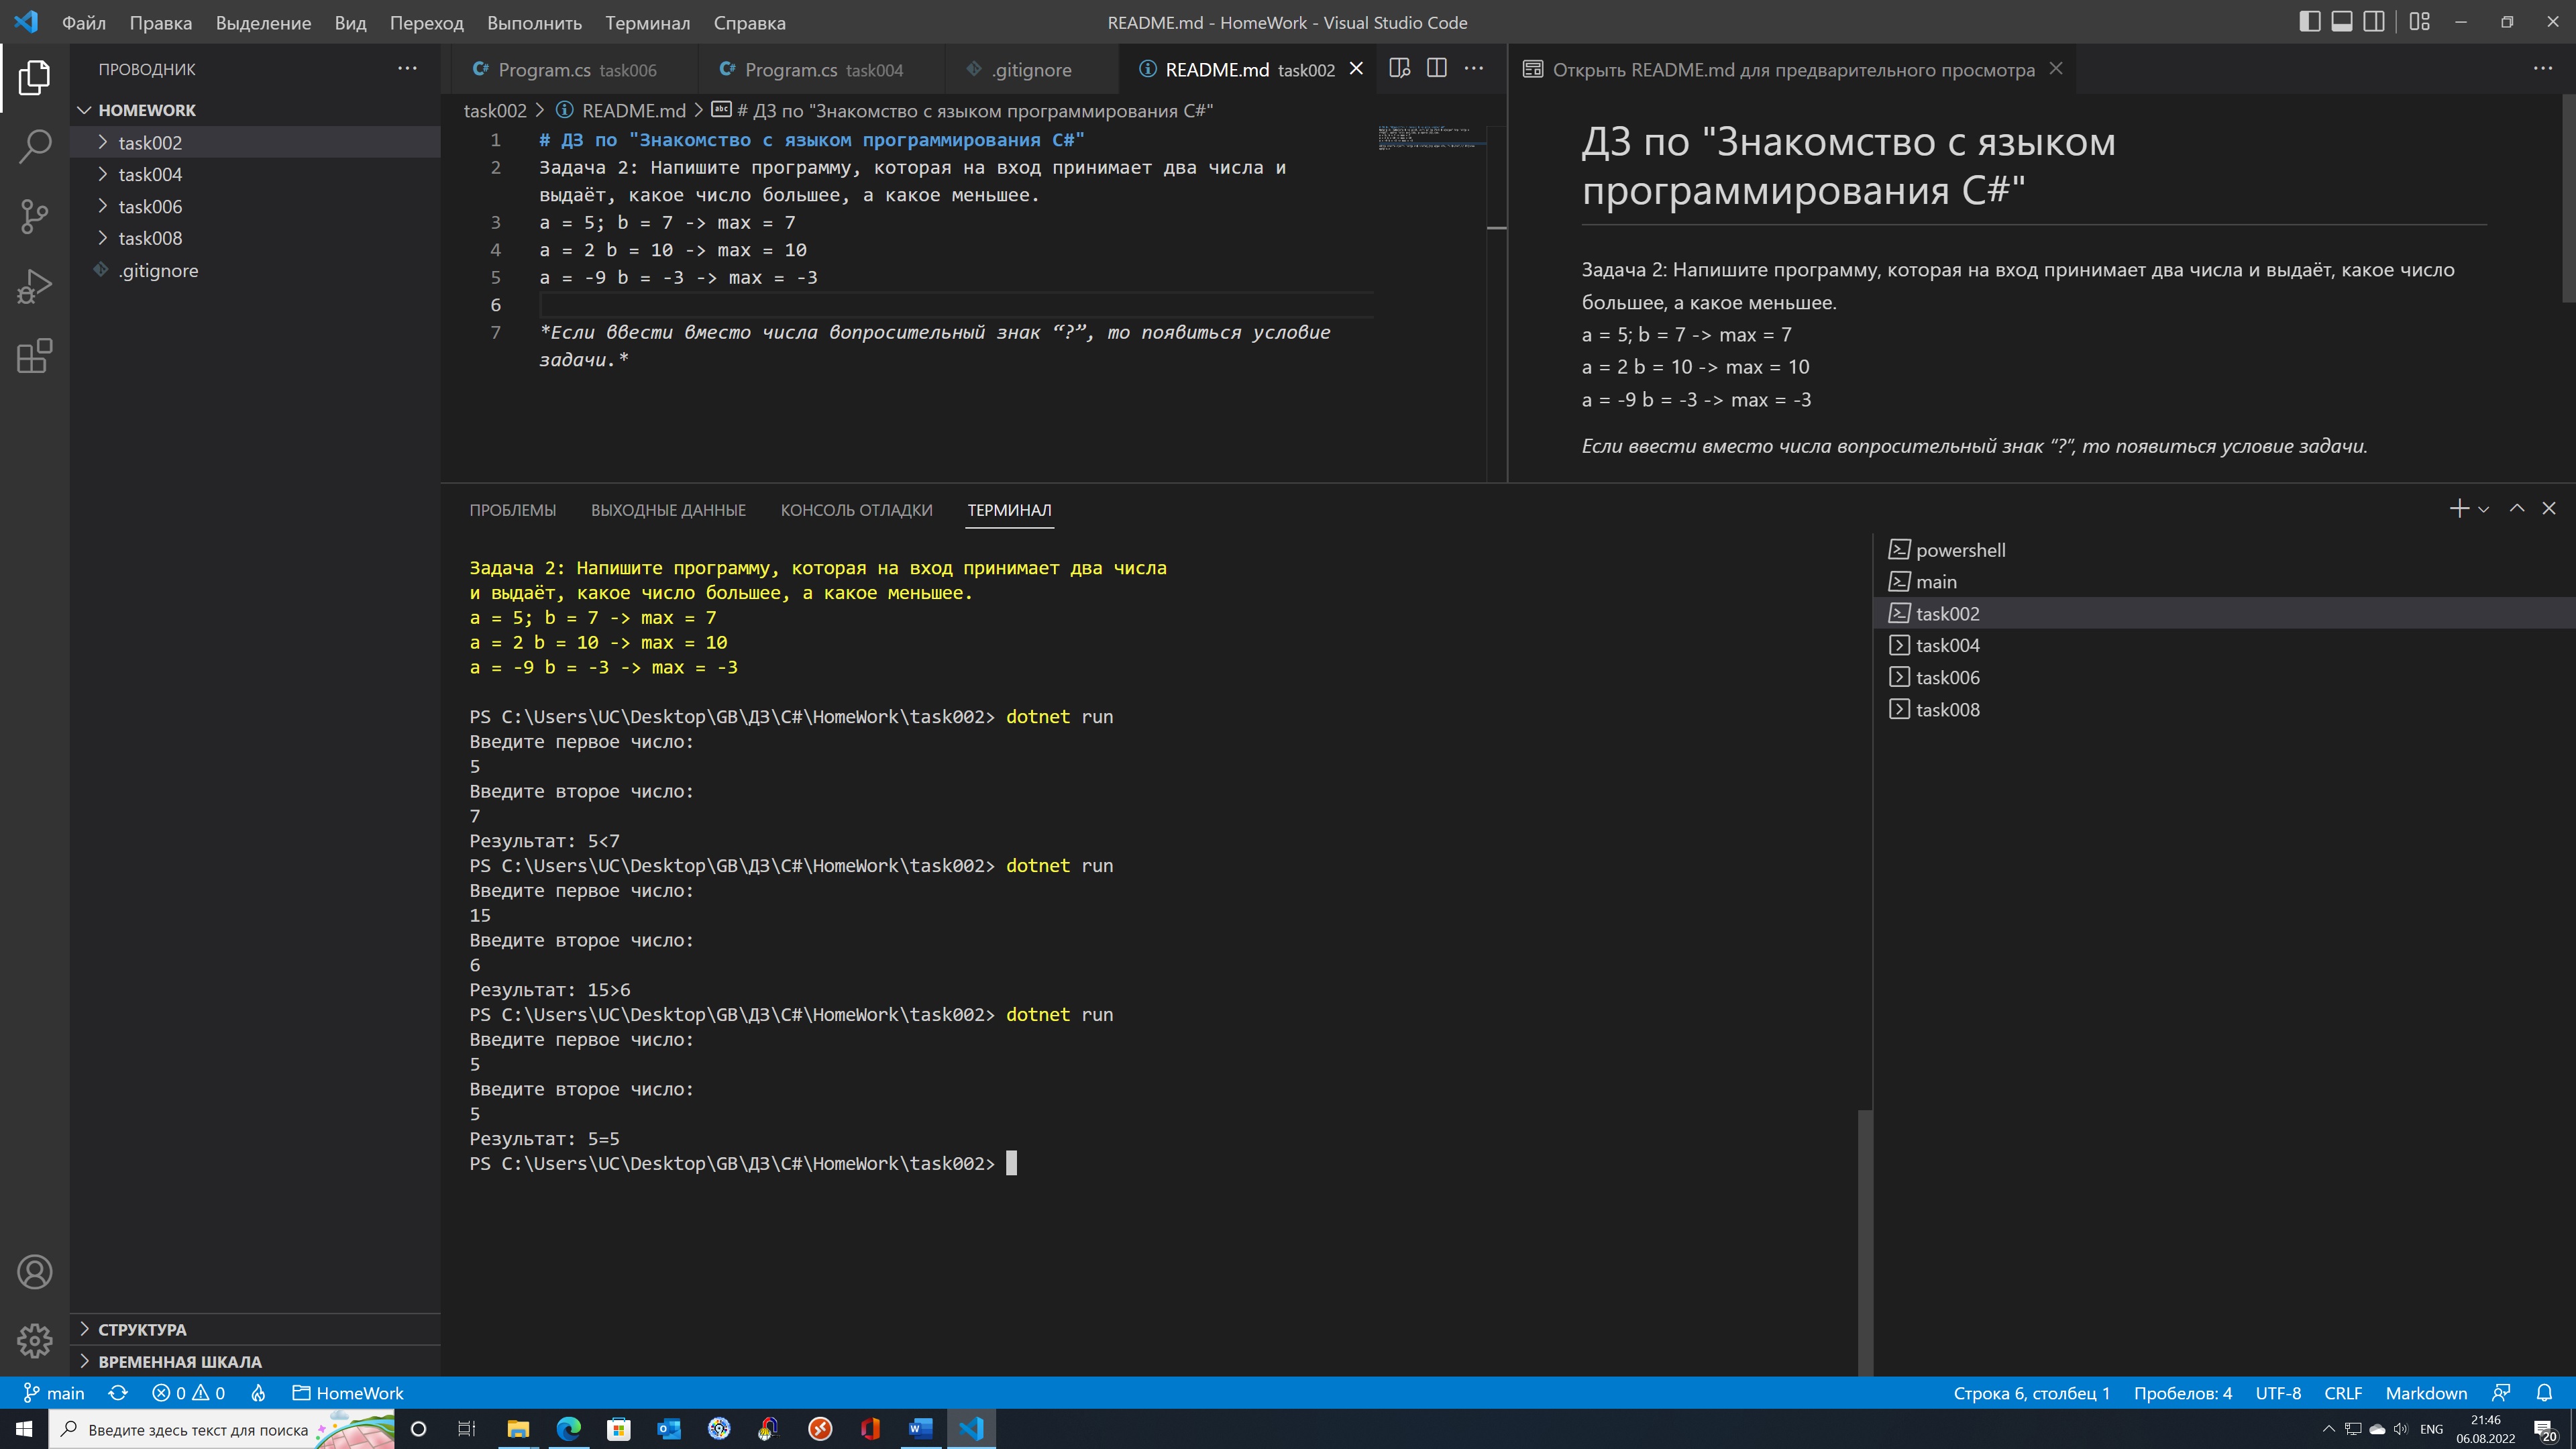 Файл Правка Выделение Вид Переход Выполнить Терминал Справка
README.md - HomeWork - Visual Studio Code
ПРОВОДНИК
HOMEWORK
task002
task004
task006
task008
.gitignore
СТРУКТУРА
ВРЕМЕННАЯ ШКАЛА
Program.cs task006
Program.cs task004
.gitignore
README.md task002
task002 > README.md > # ДЗ по "Знакомство с языком программирования C#"
1 # ДЗ по "Знакомство с языком программирования C#"
2 Задача 2: Напишите программу, которая на вход принимает два числа и
выдаёт, какое число большее, а какое меньшее.
3 a = 5; b = 7 -> max = 7
4 a = 2 b = 10 -> max = 10
5 a = -9 b = -3 -> max = -3
6
7 *Если ввести вместо числа вопросительный знак “?”, то появиться условие
задачи.*
Открыть README.md для предварительного просмотра
ДЗ по "Знакомство с языком
программирования C#"
Задача 2: Напишите программу, которая на вход принимает два числа и выдаёт, какое число
большее, а какое меньшее.
a = 5; b = 7 -> max = 7
a = 2 b = 10 -> max = 10
a = -9 b = -3 -> max = -3
Если ввести вместо числа вопросительный знак “?”, то появиться условие задачи.
ПРОБЛЕМЫ ВЫХОДНЫЕ ДАННЫЕ КОНСОЛЬ ОТЛАДКИ ТЕРМИНАЛ
Задача 2: Напишите программу, которая на вход принимает два числа
и выдаёт, какое число большее, а какое меньшее.
a = 5; b = 7 -> max = 7
a = 2 b = 10 -> max = 10
a = -9 b = -3 -> max = -3
PS C:\Users\UC\Desktop\GB\ДЗ\C#\HomeWork\task002> dotnet run
Введите первое число:
5
Введите второе число:
7
Результат: 5<7
PS C:\Users\UC\Desktop\GB\ДЗ\C#\HomeWork\task002> dotnet run
Введите первое число:
15
Введите второе число:
6
Результат: 15>6
PS C:\Users\UC\Desktop\GB\ДЗ\C#\HomeWork\task002> dotnet run
Введите первое число:
5
Введите второе число:
5
Результат: 5=5
PS C:\Users\UC\Desktop\GB\ДЗ\C#\HomeWork\task002>
powershell
main
task002
task004
task006
task008
main 0 0 HomeWork
Строка 6, столбец 1 Пробелов: 4 UTF-8 CRLF Markdown
Введите здесь текст для поиска
ENG
21:46
06.08.2022
20